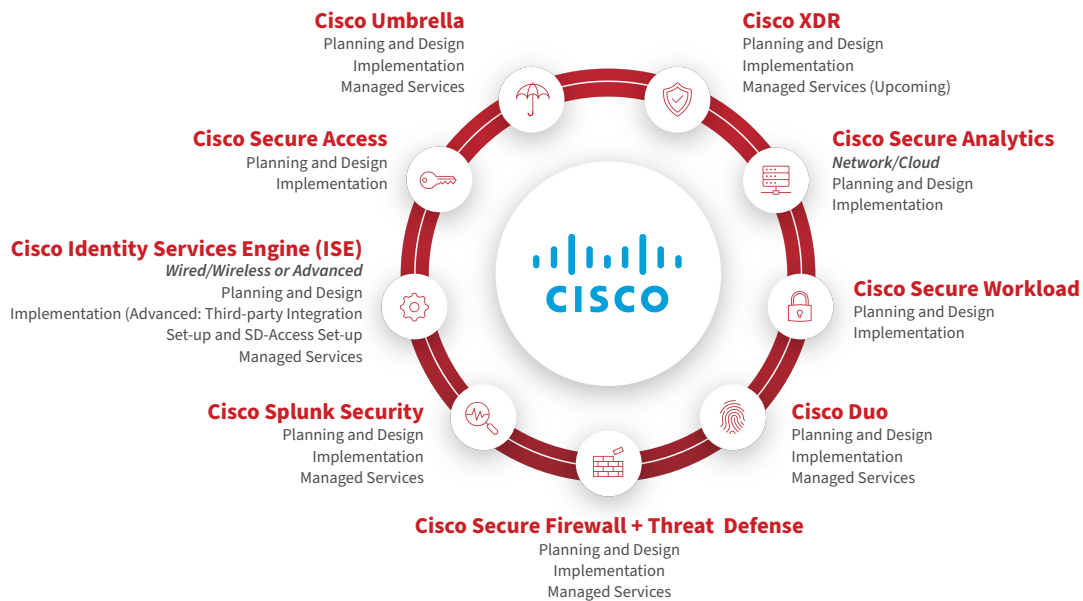 Cisco Umbrella
Planning and Design
Implementation
Managed Services
Cisco XDR
Planning and Design
Implementation
Managed Services (Upcoming)
Cisco Secure Access
Planning and Design
Implementation
Cisco Secure Analytics
Network/Cloud
Planning and Design
Implementation
Cisco Identity Services Engine (ISE)
Wired/Wireless or Advanced
Planning and Design
Implementation (Advanced: Third-party Integration
Set-up and SD-Access Set-up
Managed Services
CISCO
Cisco Secure Workload
Planning and Design
Implementation
Cisco Splunk Security
Planning and Design
Implementation
Managed Services
Cisco Duo
Planning and Design
Implementation
Managed Services
Cisco Secure Firewall + Threat Defense
Planning and Design
Implementation
Managed Services